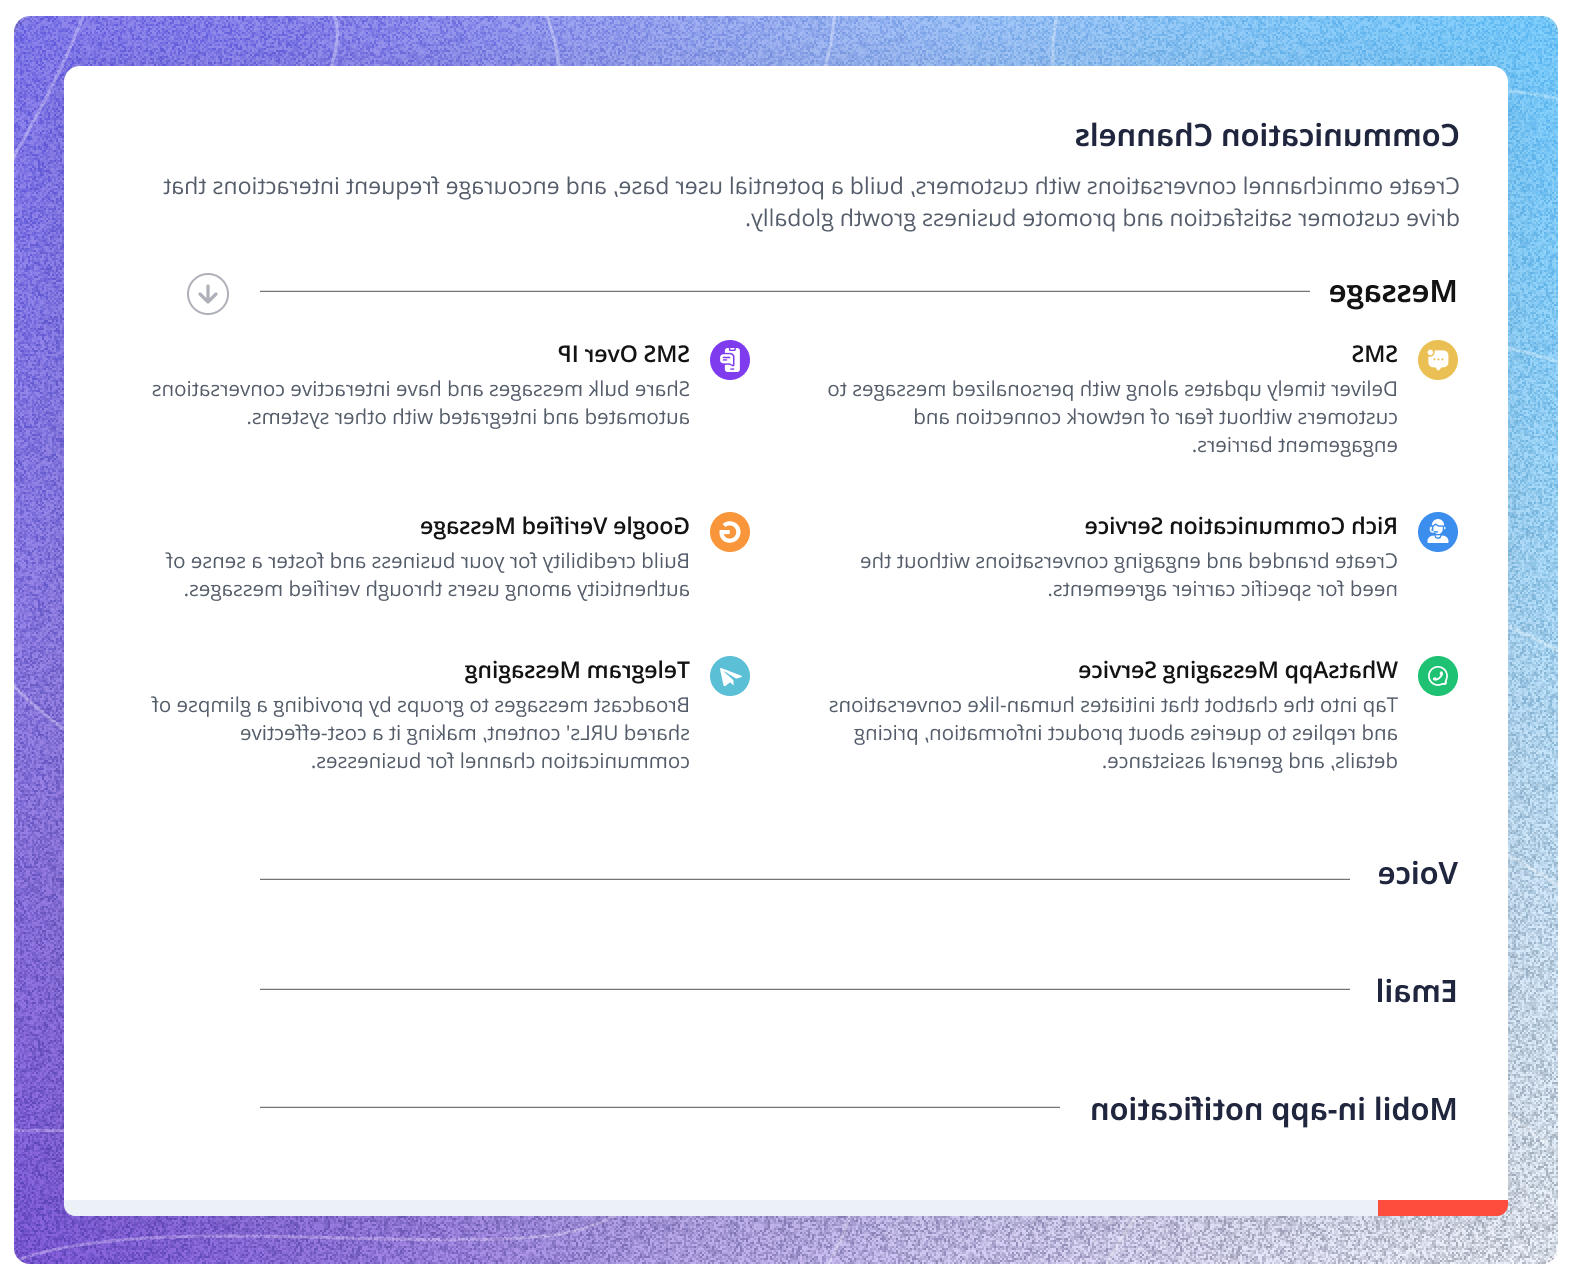 Communication Channels
Create omnichannel conversations with customers, build a potential user base, and encourage frequent interactions that
drive customer satisfaction and promote business growth globally.
Message
SMS
Deliver timely updates along with personalized messages to
customers without fear of network connection and
engagement barriers.
SMS Over IP
Share bulk messages and have interactive conversations
automated and integrated with other systems.
Rich Communication Service
Create branded and engaging conversations without the
need for specific carrier agreements.
Google Verified Message
Build credibility for your business and foster a sense of
authenticity among users through verified messages.
WhatsApp Messaging Service
Tap into the chatbot that initiates human-like conversations
and replies to queries about product information, pricing
details, and general assistance.
Telegram Messaging
Broadcast messages to groups by providing a glimpse of
shared URLs' content, making it a cost-effective
communication channel for businesses.
Voice
Email
Mobil in-app notification